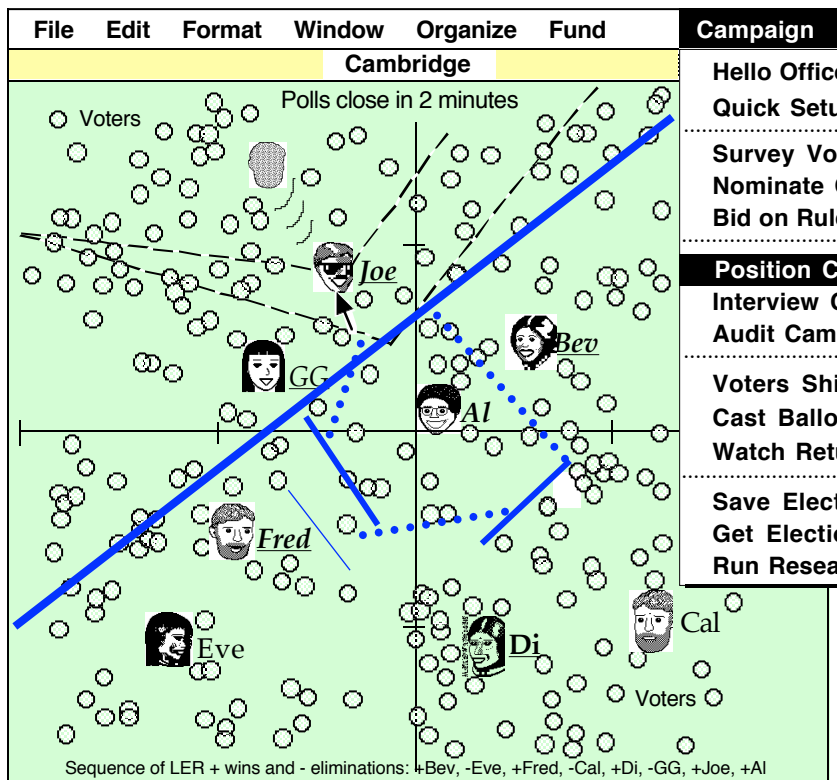 File Edit Format Window Organize Fund Campaign
Cambridge
Hello Offic
Quick Setu
Survey Vo
Nominate
Bid on Rul
Position C
Interview
Audit Cam
Voters Shi
Cast Ballo
Watch Ret
Save Elect
Get Electi
Run Resea
Polls close in 2 minutes
Voters
Joe
Bev
GG
Al
Fred
Eve
Di
Cal
Voters
Sequence of LER + wins and - eliminations: +Bev, -Eve, +Fred, -Cal, +Di, -GG, +Joe, +Al